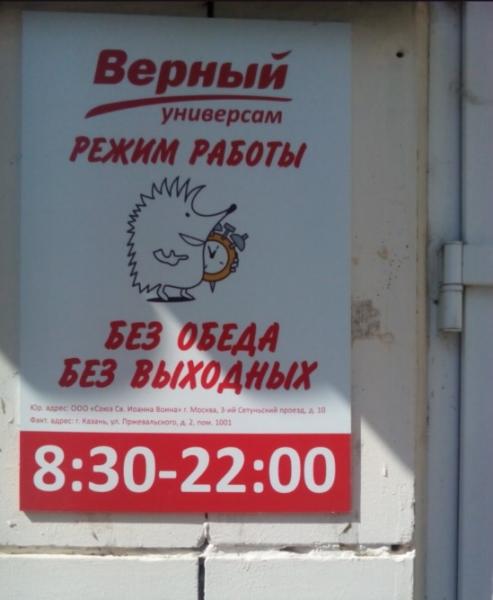 Верный
универсам
РЕЖИМ РАБОТЫ
БЕЗ ОБЕДА
БЕЗ ВЫХОДНЫХ
Юр. адрес: ООО «Союз Св. Иоанна Воина» г. Москва, 3-ий Сетуньский проезд, д. 10
Факт. адрес: г. Казань, ул. Пржевальского, д. 2, пом. 1001
8:30-22:00